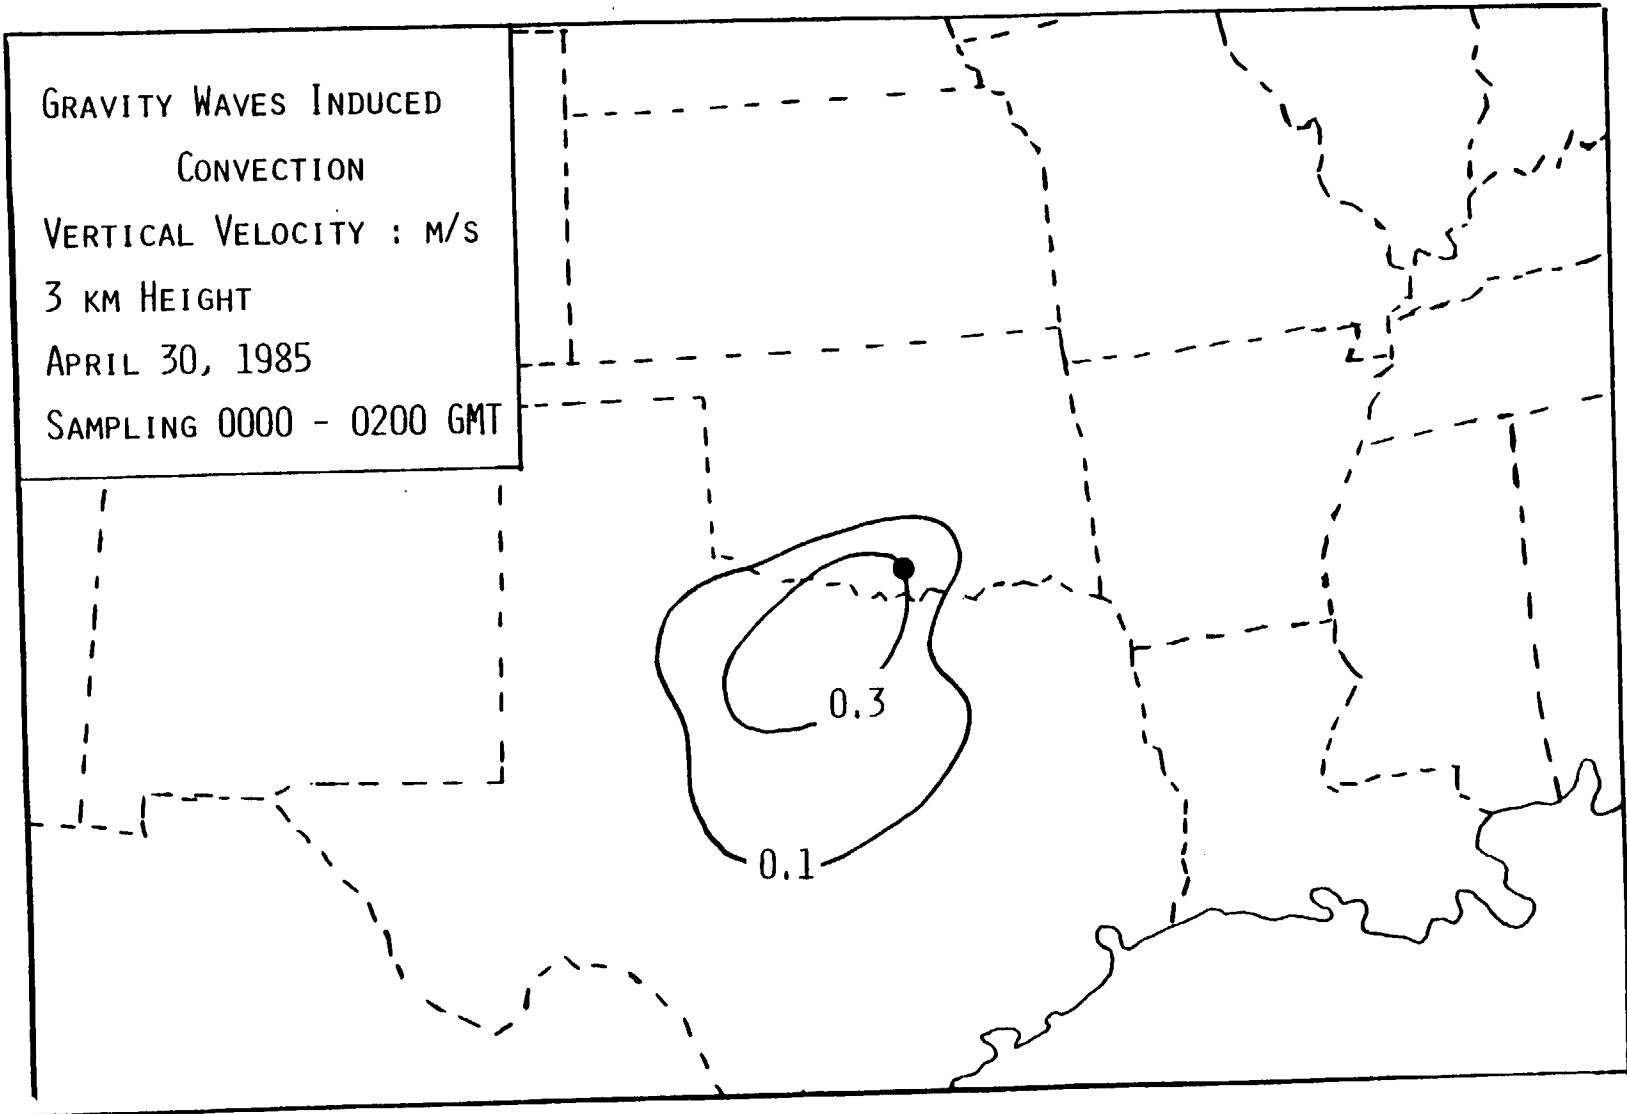 GRAVITY WAVES INDUCED
CONVECTION
VERTICAL VELOCITY : M/S
3 KM HEIGHT
APRIL 30, 1985
SAMPLING 0000 - 0200 GMT
0.3
0.1